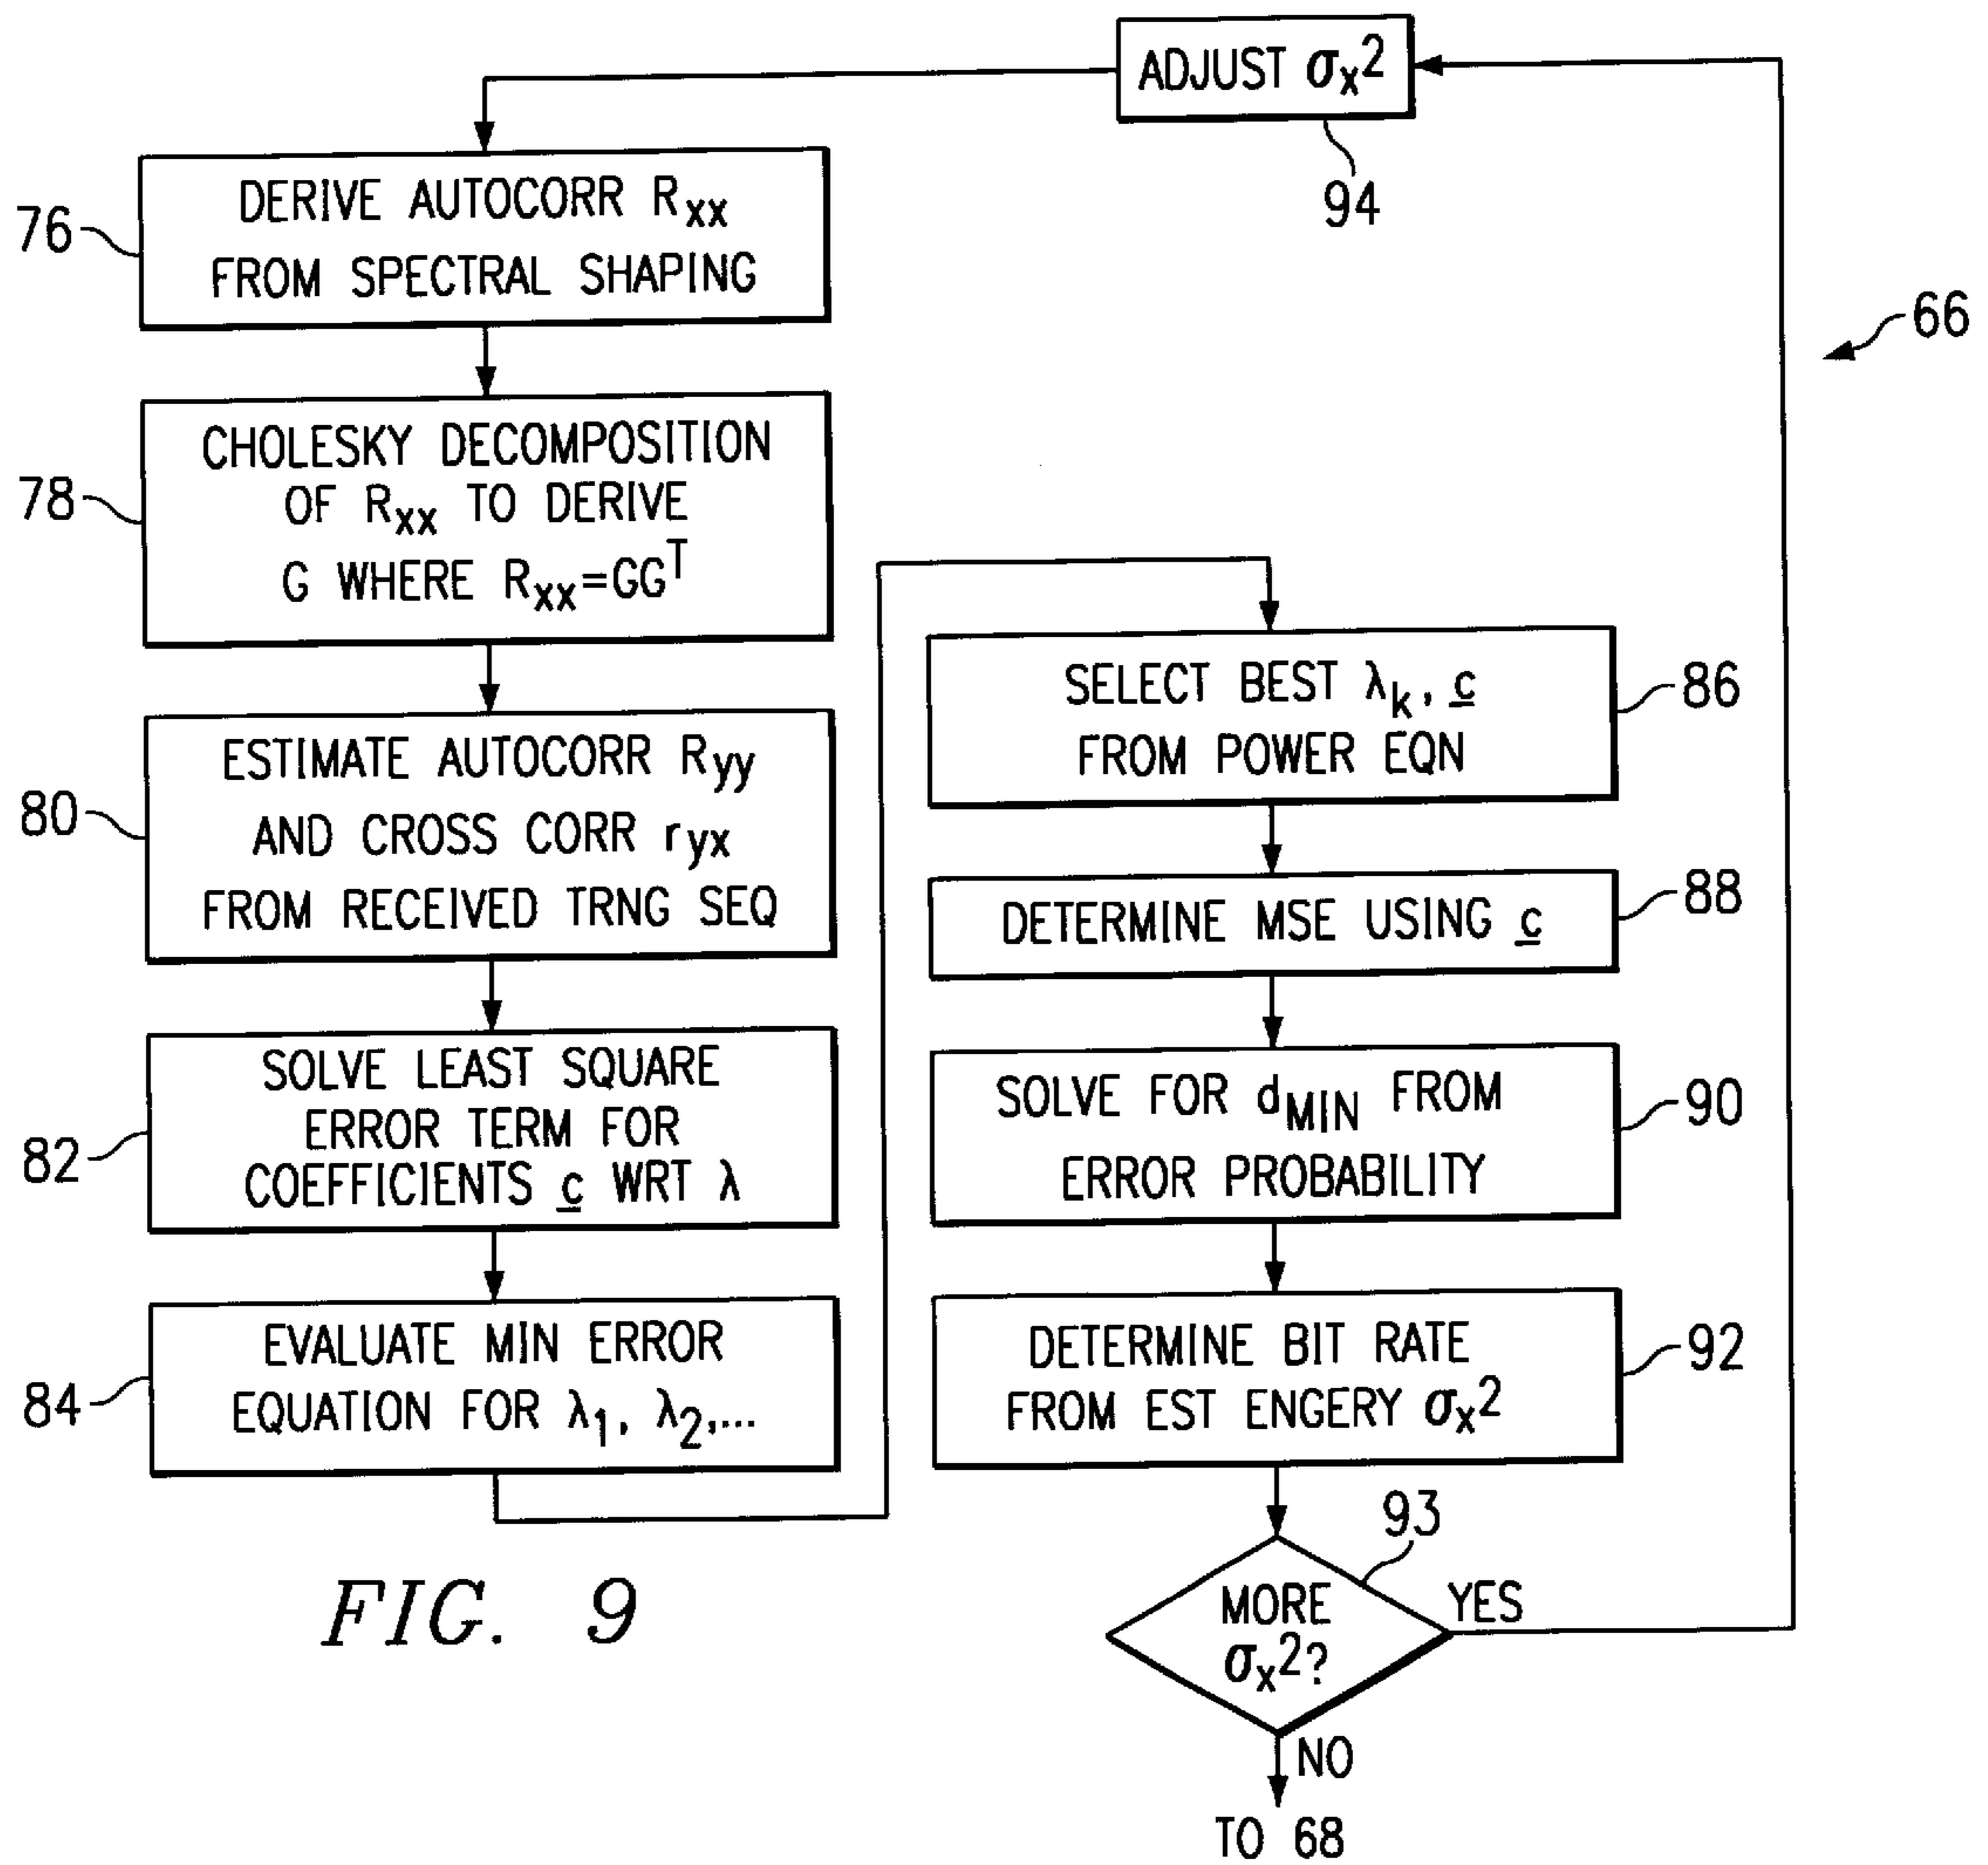 ADJUST σx²
94
76
DERIVE AUTOCORR Rxx
FROM SPECTRAL SHAPING
66
78
CHOLESKY DECOMPOSITION
OF Rxx TO DERIVE
G WHERE Rxx=GGᵀ
80
ESTIMATE AUTOCORR Ryy
AND CROSS CORR ryx
FROM RECEIVED TRNG SEQ
82
SOLVE LEAST SQUARE
ERROR TERM FOR
COEFFICIENTS c WRT λ
84
EVALUATE MIN ERROR
EQUATION FOR λ1, λ2,...
SELECT BEST λk, c
FROM POWER EQN
86
DETERMINE MSE USING c
88
SOLVE FOR dMIN FROM
ERROR PROBABILITY
90
DETERMINE BIT RATE
FROM EST ENGERY σx²
92
93
MORE
σx²?
YES
NO
TO 68
FIG. 9